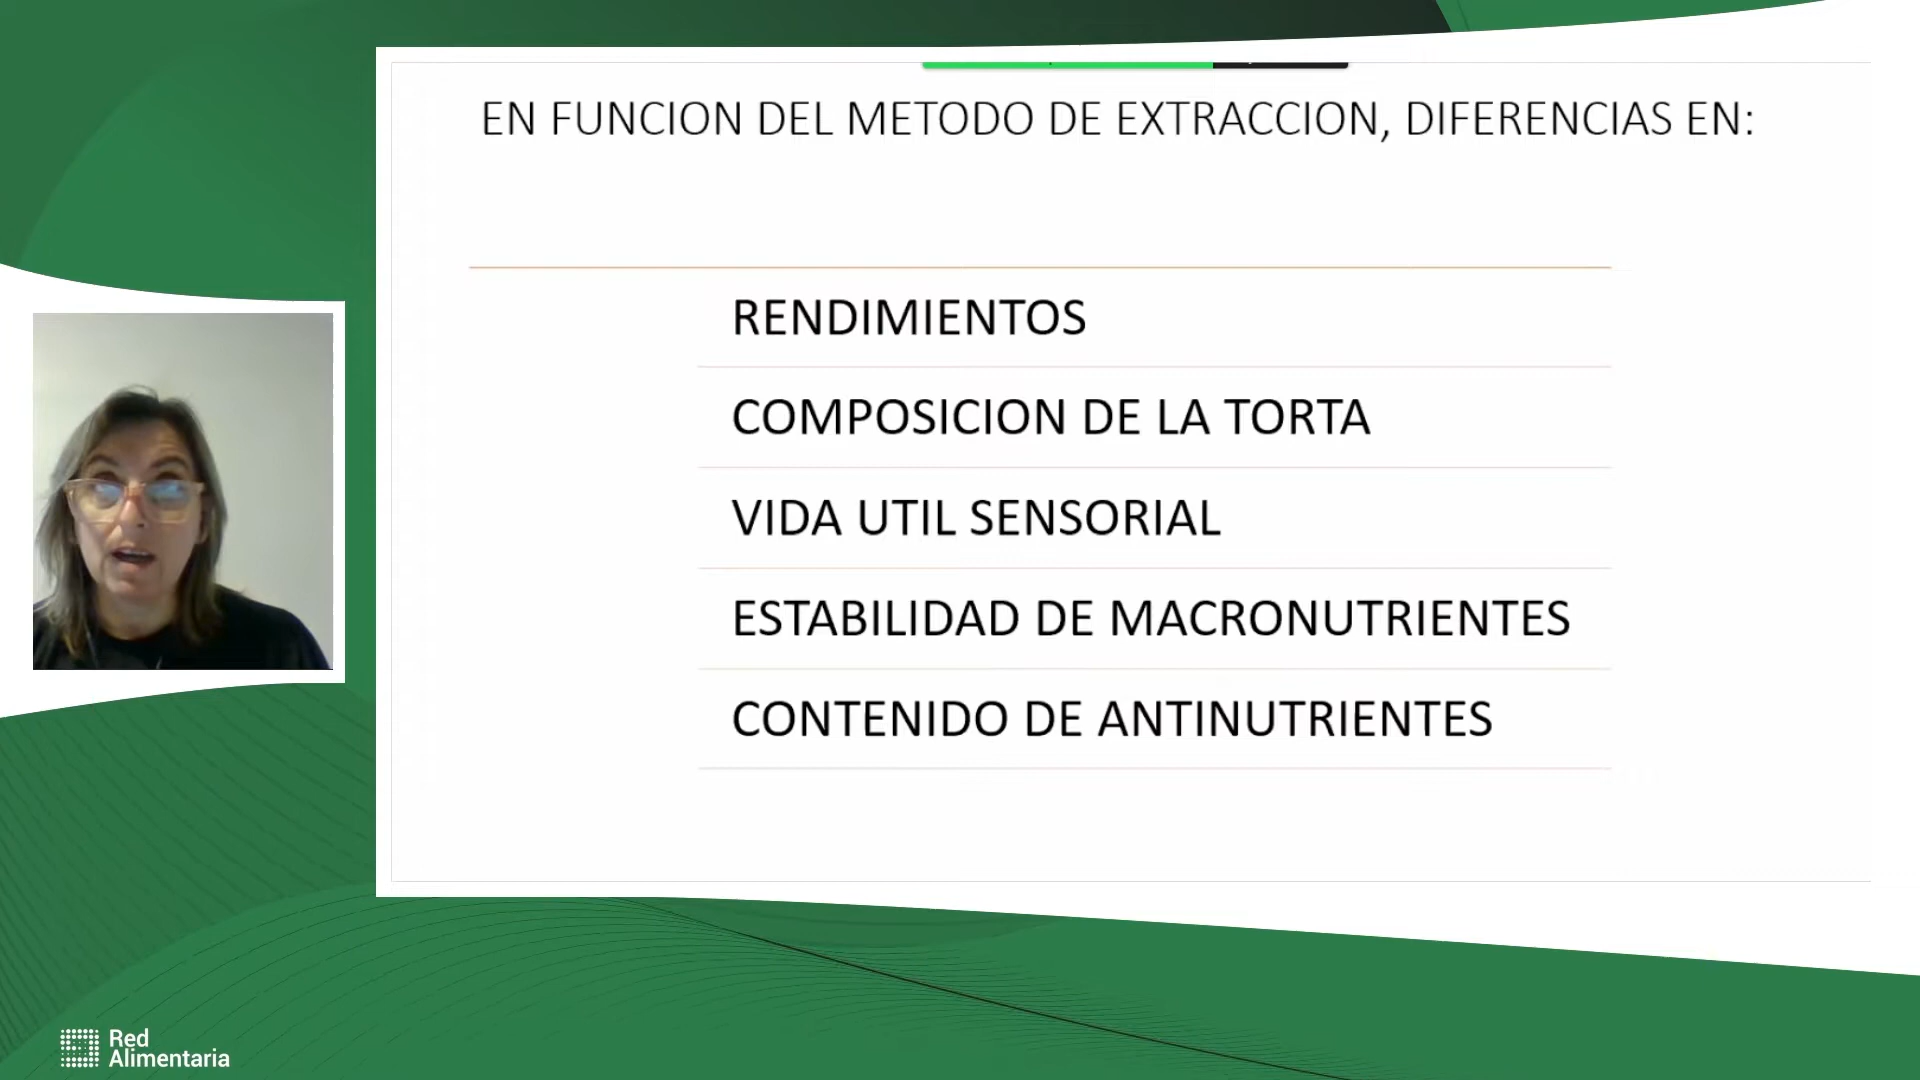 EN FUNCION DEL METODO DE EXTRACCION, DIFERENCIAS EN:
RENDIMIENTOS
COMPOSICION DE LA TORTA
VIDA UTIL SENSORIAL
ESTABILIDAD DE MACRONUTRIENTES
CONTENIDO DE ANTINUTRIENTES
Red
Alimentaria